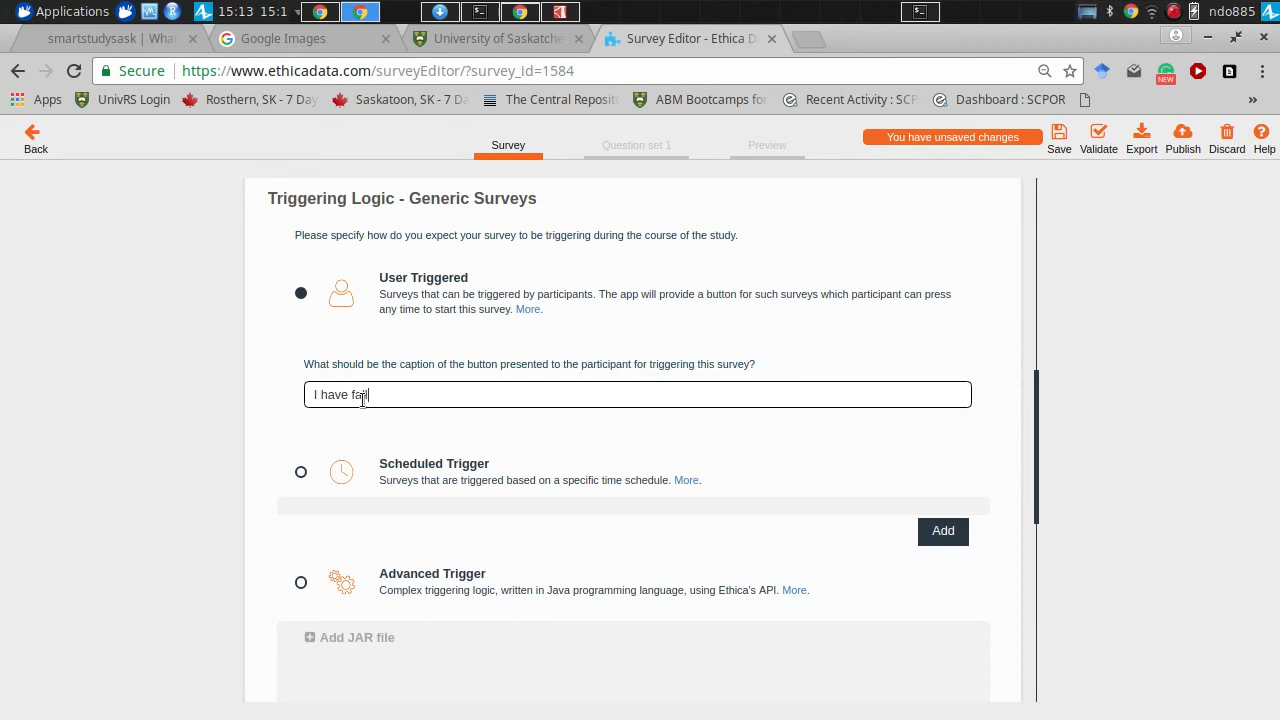 Applications
15:13 15:1
ndo885
smartstudysask | Wha
Google Images
University of Saskatche
Survey Editor - Ethica D
Secure
https://www.ethicadata.com/surveyEditor?survey_id=1584
NEW
Apps
UnivRS Login
Rosthern, SK - 7 Day
Saskatoon, SK - 7 Da
The Central Reposito
ABM Bootcamps for
Recent Activity : SCP
Dashboard : SCPOR
»
Back
Survey
Question set 1
Preview
You have unsaved changes
Save
Validate
Export
Publish
Discard
Help
Triggering Logic - Generic Surveys
Please specify how do you expect your survey to be triggering during the course of the study.
User Triggered
Surveys that can be triggered by participants. The app will provide a button for such surveys which participant can press
any time to start this survey. More.
What should be the caption of the button presented to the participant for triggering this survey?
I have fall
Scheduled Trigger
Surveys that are triggered based on a specific time schedule. More.
Add
Advanced Trigger
Complex triggering logic, written in Java programming language, using Ethica's API. More.
Add JAR file